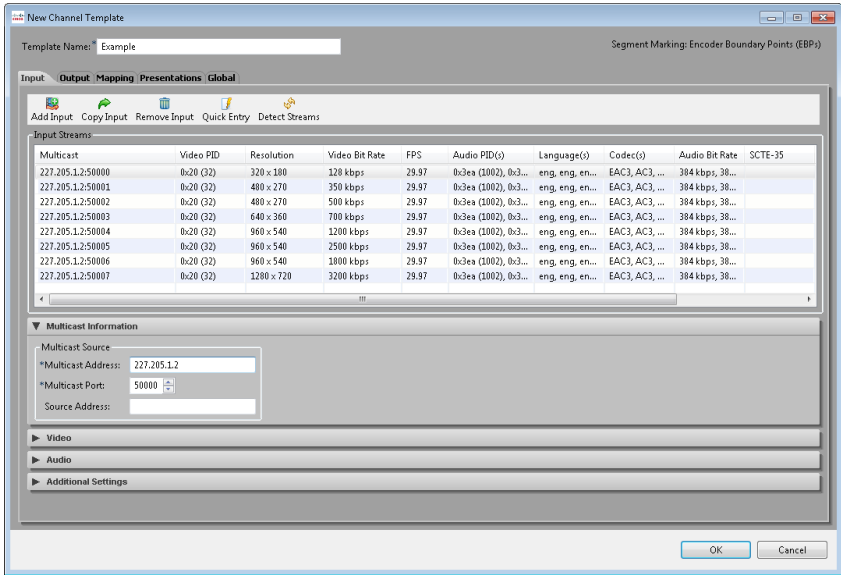 New Channel Template
Template Name:* Example
Segment Marking: Encoder Boundary Points (EBPs)
Input Output Mapping Presentations Global
Add Input Copy Input Remove Input Quick Entry Detect Streams
Input Streams
Multicast Video PID Resolution Video Bit Rate FPS Audio PID(s) Language(s) Codec(s) Audio Bit Rate SCTE-35
227.205.1.2:50000 0x20 (32) 320 x 180 128 kbps 29.97 0x3ea (1002), 0x3... eng, eng, en... EAC3, AC3, ... 384 kbps, 38...
227.205.1.2:50001 0x20 (32) 480 x 270 350 kbps 29.97 0x3ea (1002), 0x3... eng, eng, en... EAC3, AC3, ... 384 kbps, 38...
227.205.1.2:50002 0x20 (32) 480 x 270 500 kbps 29.97 0x3ea (1002), 0x3... eng, eng, en... EAC3, AC3, ... 384 kbps, 38...
227.205.1.2:50003 0x20 (32) 640 x 360 700 kbps 29.97 0x3ea (1002), 0x3... eng, eng, en... EAC3, AC3, ... 384 kbps, 38...
227.205.1.2:50004 0x20 (32) 960 x 540 1200 kbps 29.97 0x3ea (1002), 0x3... eng, eng, en... EAC3, AC3, ... 384 kbps, 38...
227.205.1.2:50005 0x20 (32) 960 x 540 2500 kbps 29.97 0x3ea (1002), 0x3... eng, eng, en... EAC3, AC3, ... 384 kbps, 38...
227.205.1.2:50006 0x20 (32) 960 x 540 1800 kbps 29.97 0x3ea (1002), 0x3... eng, eng, en... EAC3, AC3, ... 384 kbps, 38...
227.205.1.2:50007 0x20 (32) 1280 x 720 3200 kbps 29.97 0x3ea (1002), 0x3... eng, eng, en... EAC3, AC3, ... 384 kbps, 38...
Multicast Information
Multicast Source
*Multicast Address: 227.205.1.2
*Multicast Port: 50000
Source Address:
Video
Audio
Additional Settings
OK Cancel